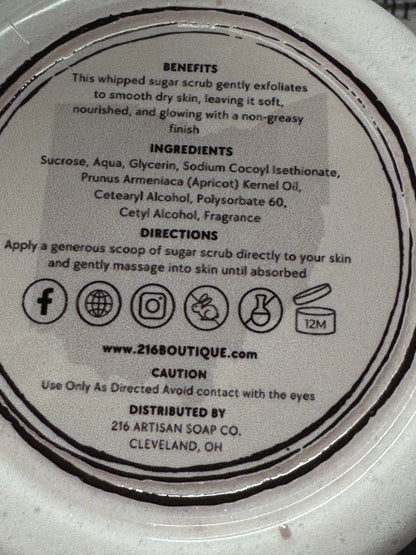 BENEFITS
This whipped sugar scrub gently exfoliates
to smooth dry skin, leaving it soft,
nourished, and glowing with a non-greasy
finish
INGREDIENTS
Sucrose, Aqua, Glycerin, Sodium Cocoyl Isethionate,
Prunus Armeniaca (Apricot) Kernel Oil,
Cetearyl Alcohol, Polysorbate 60,
Cetyl Alcohol, Fragrance
DIRECTIONS
Apply a generous scoop of sugar scrub directly to your skin
and gently massage into skin until absorbed
f
12M
www.216BOUTIQUE.com
CAUTION
Use Only As Directed Avoid contact with the eyes
DISTRIBUTED BY
216 ARTISAN SOAP CO.
CLEVELAND, OH